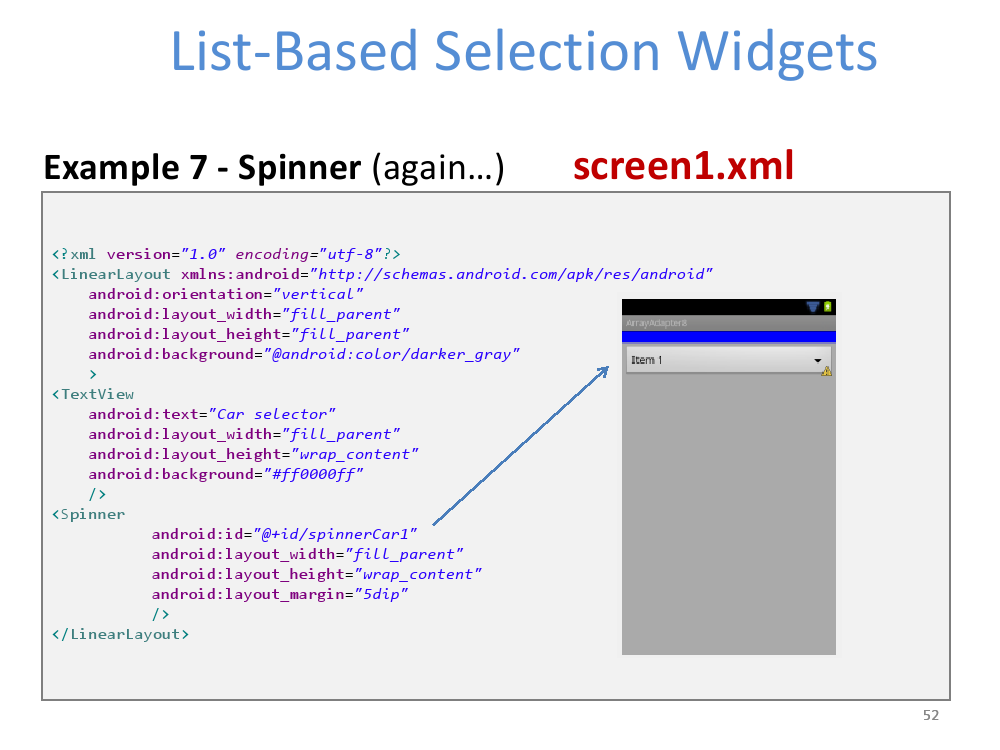 List-Based Selection Widgets
Example 7 - Spinner (again…)
screen1.xml
<?xml version="1.0" encoding="utf-8"?>
<LinearLayout xmlns:android="http://schemas.android.com/apk/res/android"
android:orientation="vertical"
android:layout_width="fill_parent"
android:layout_height="fill_parent"
android:background="@android:color/darker_gray"
>
<TextView
android:text="Car selector"
android:layout_width="fill_parent"
android:layout_height="wrap_content"
android:background="#ff0000ff"
/>
<Spinner
android:id="@+id/spinnerCar1"
android:layout_width="fill_parent"
android:layout_height="wrap_content"
android:layout_margin="5dip"
/>
</LinearLayout>
Item 1
52